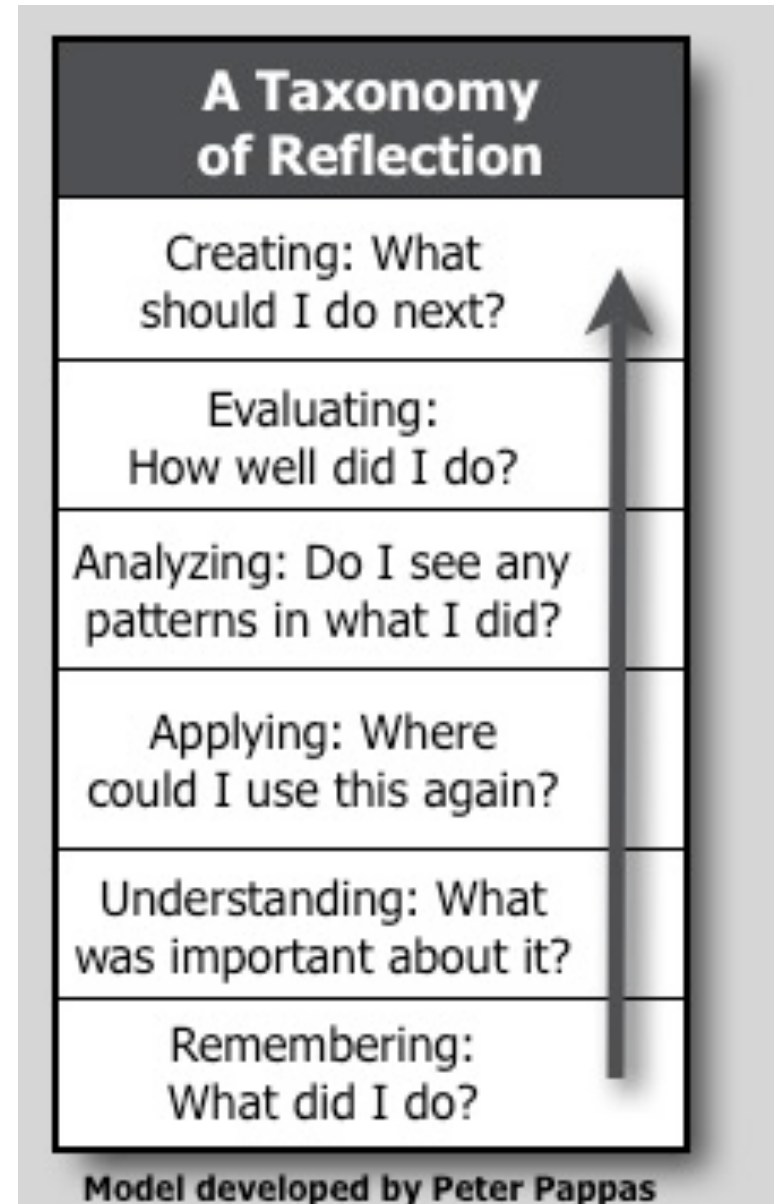 A Taxonomy
of Reflection
Creating: What
should I do next?
Evaluating:
How well did I do?
Analyzing: Do I see any
patterns in what I did?
Applying: Where
could I use this again?
Understanding: What
was important about it?
Remembering:
What did I do?
Model developed by Peter Pappas